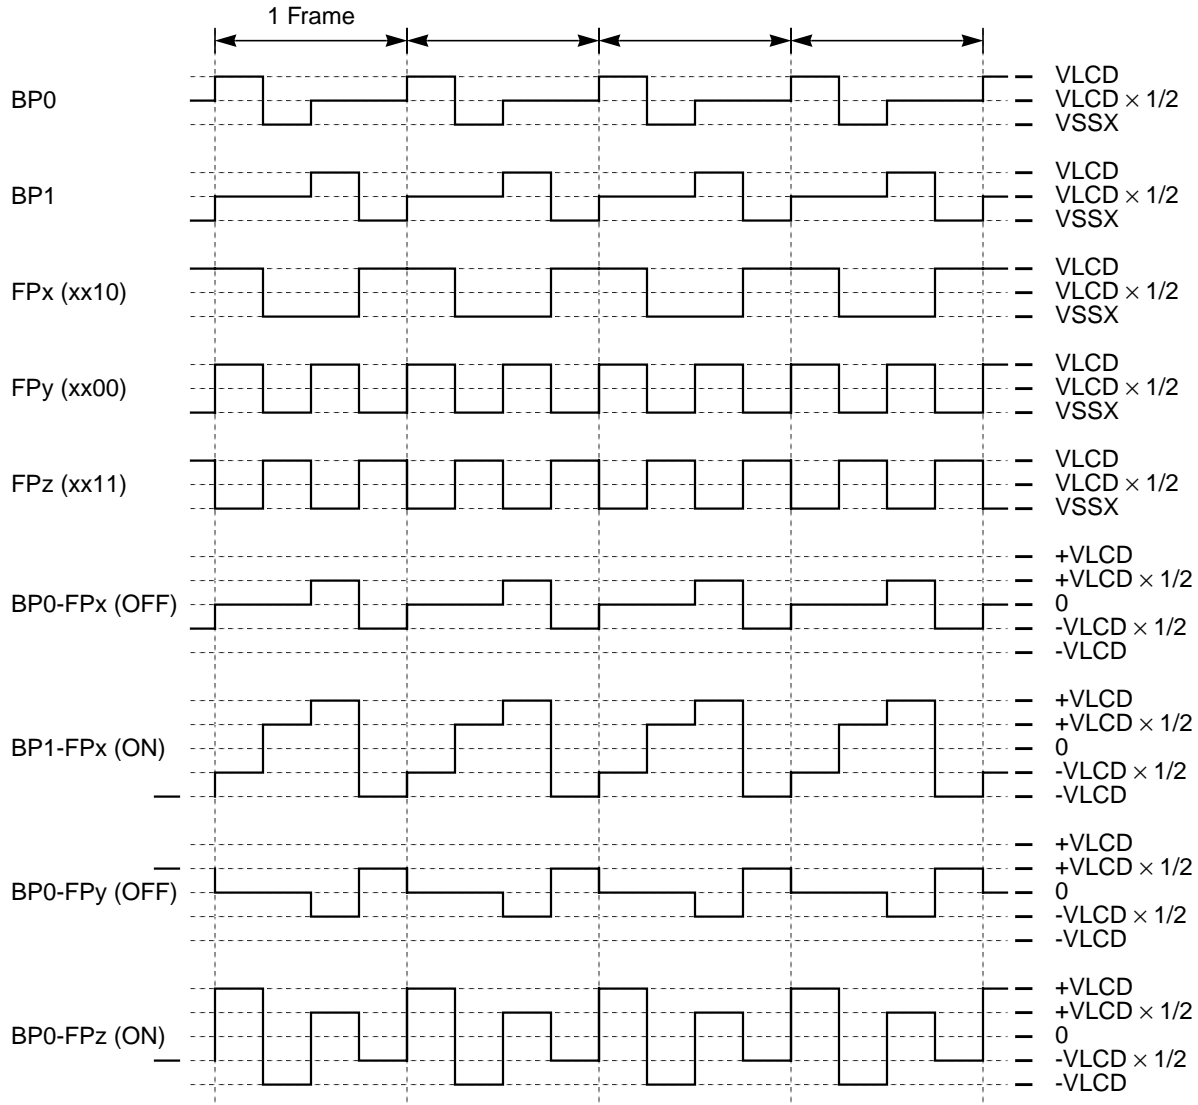 1 Frame
BP0
VLCD
VLCD × 1/2
VSSX
BP1
VLCD
VLCD × 1/2
VSSX
FPx (xx10)
VLCD
VLCD × 1/2
VSSX
FPy (xx00)
VLCD
VLCD × 1/2
VSSX
FPz (xx11)
VLCD
VLCD × 1/2
VSSX
BP0-FPx (OFF)
+VLCD
+VLCD × 1/2
0
-VLCD × 1/2
-VLCD
BP1-FPx (ON)
+VLCD
+VLCD × 1/2
0
-VLCD × 1/2
-VLCD
BP0-FPy (OFF)
+VLCD
+VLCD × 1/2
0
-VLCD × 1/2
-VLCD
BP0-FPz (ON)
+VLCD
+VLCD × 1/2
0
-VLCD × 1/2
-VLCD